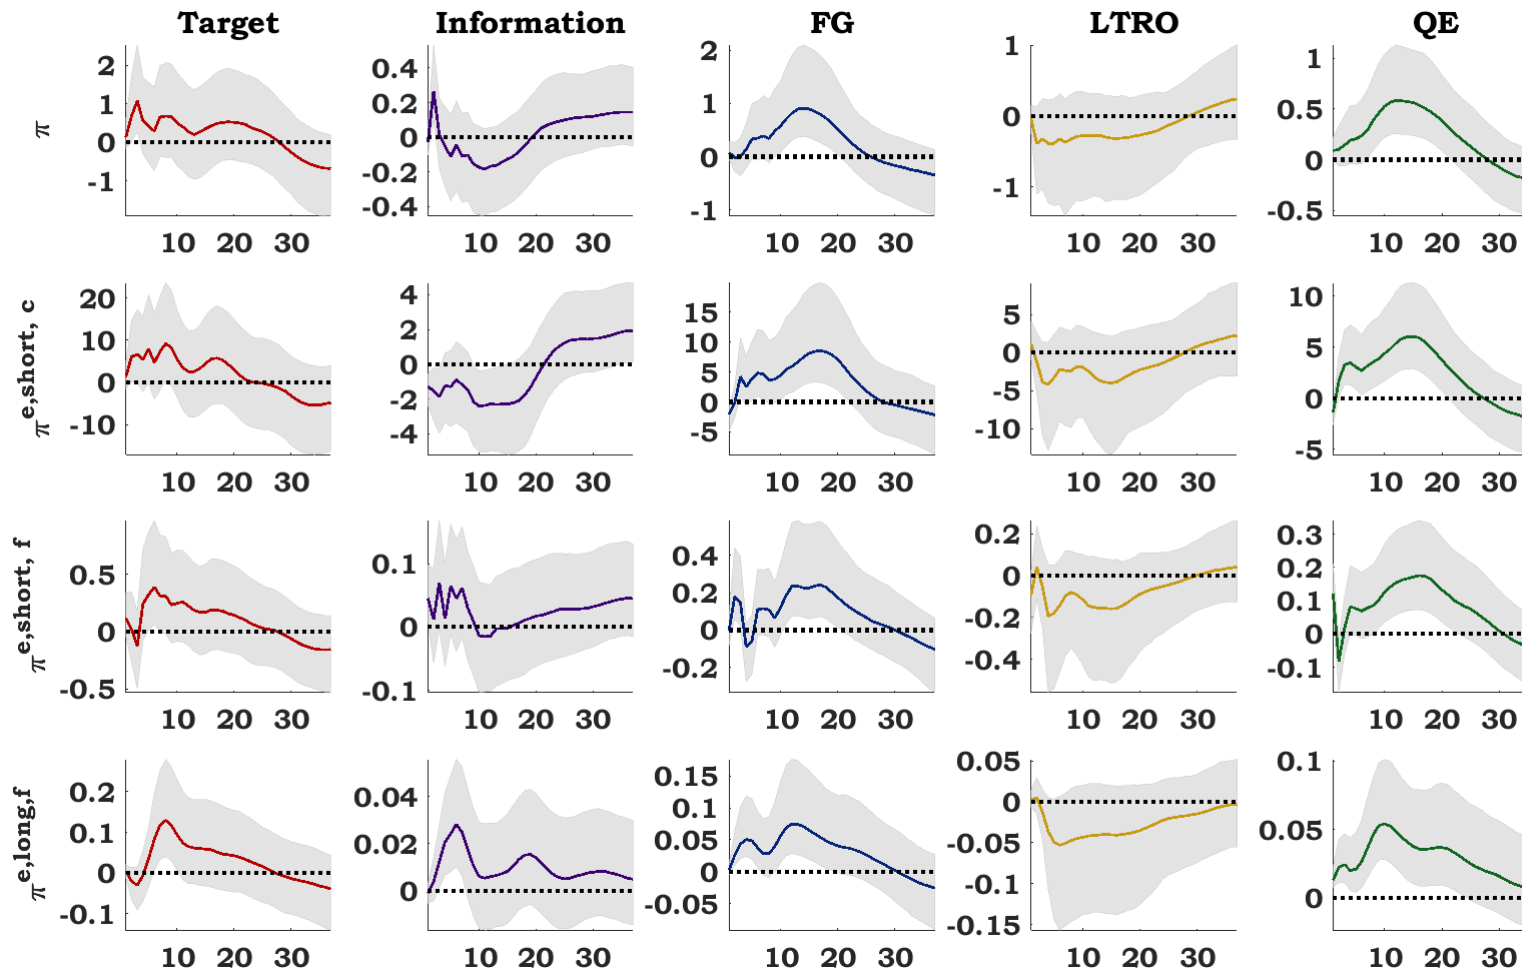 Target Information FG LTRO QE
π
2 1 0 -1
0.4 0.2 0 -0.2 -0.4
2 1 0 -1
1 0 -1
1 0.5 0 -0.5
10 20 30 10 20 30 10 20 30 10 20 30 10 20 30
π^e,short, c
20 10 0 -10
4 2 0 -2 -4
15 10 5 0 -5
5 0 -5 -10
10 5 0 -5
10 20 30 10 20 30 10 20 30 10 20 30 10 20 30
π^e,short, f
0.5 0 -0.5
0.1 0 -0.1
0.4 0.2 0 -0.2
0.2 0 -0.2 -0.4
0.3 0.2 0.1 0 -0.1
10 20 30 10 20 30 10 20 30 10 20 30 10 20 30
π^e,long,f
0.2 0.1 0 -0.1
0.04 0.02 0
0.15 0.1 0.05 0 -0.05
0.05 0 -0.05 -0.1 -0.15
0.1 0.05 0
10 20 30 10 20 30 10 20 30 10 20 30 10 20 30